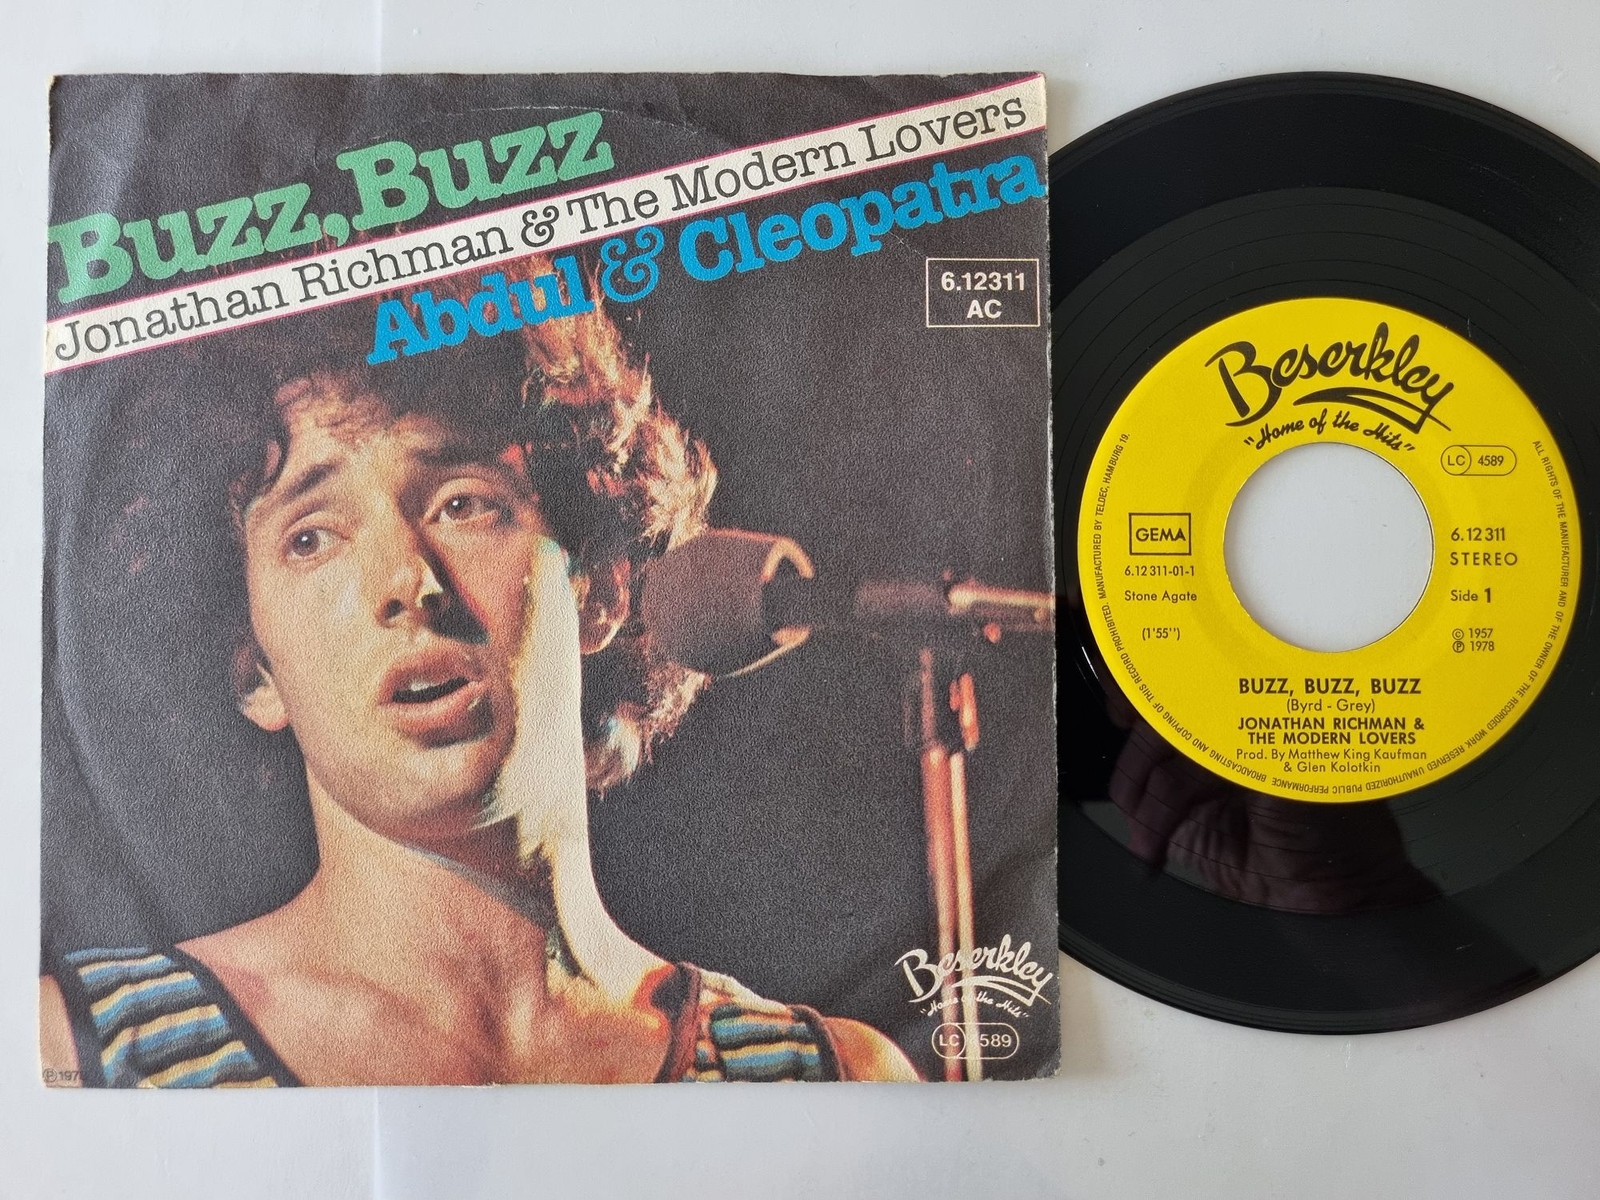 Buzz, Buzz
Jonathan Richman & The Modern Lovers
Abdul & Cleopatra
6.12311
AC
Beserkley
"Home of the Hits"
LC 4589
℗ 197
Beserkley
"Home of the Hits"
LC 4589
GEMA
6.12 311-01-1
Stone Agate
(1'55'')
6.12 311
STEREO
Side 1
© 1957
℗ 1978
BUZZ, BUZZ, BUZZ
(Byrd - Grey)
JONATHAN RICHMAN &
THE MODERN LOVERS
Prod. By Matthew King Kaufman
& Glen Kolotkin
ALL RIGHTS OF THE MANUFACTURER AND OF THE OWNER OF THE RECORDED WORK RESERVED UNAUTHORIZED PUBLIC PERFORMANCE BROADCASTING AND COPYING OF THIS RECORD PROHIBITED. MANUFACTURED BY TELDEC, HAMBURG 19.